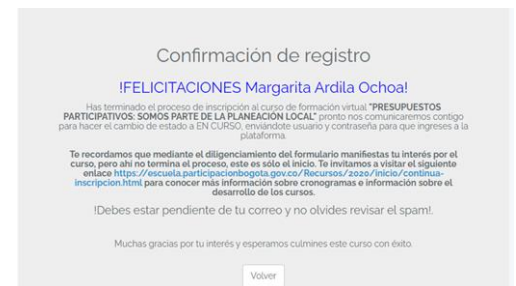 Confirmación de registro
!FELICITACIONES Margarita Ardila Ochoa!
Has terminado el proceso de inscripción al curso de formación virtual "PRESUPUESTOS
PARTICIPATIVOS: SOMOS PARTE DE LA PLANEACIÓN LOCAL" pronto nos comunicaremos contigo
para hacer el cambio de estado a EN CURSO, enviándote usuario y contraseña para que ingreses a la
plataforma.
Te recordamos que mediante el diligenciamiento del formulario manifiestas tu interés por el
curso, pero ahí no termina el proceso, este es sólo el inicio. Te invitamos a visitar el siguiente
enlace https://escuela.participacionbogota.gov.co/Recursos/2020/inicio/continua-
inscripcion.html para conocer más información sobre cronogramas e información sobre el
desarrollo de los cursos.
!Debes estar pendiente de tu correo y no olvides revisar el spam!.
Muchas gracias por tu interés y esperamos culmines este curso con éxito.
Volver